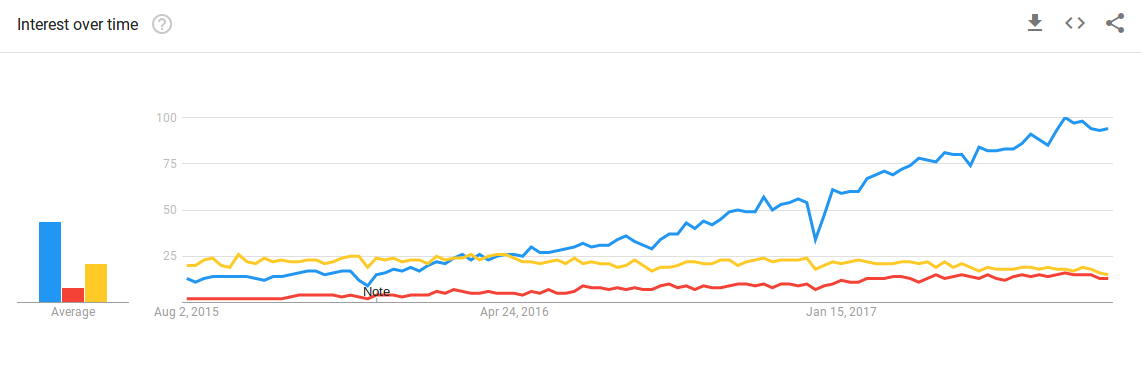 Interest over time ?
100
75
50
25
Note
Average
Aug 2, 2015
Apr 24, 2016
Jan 15, 2017